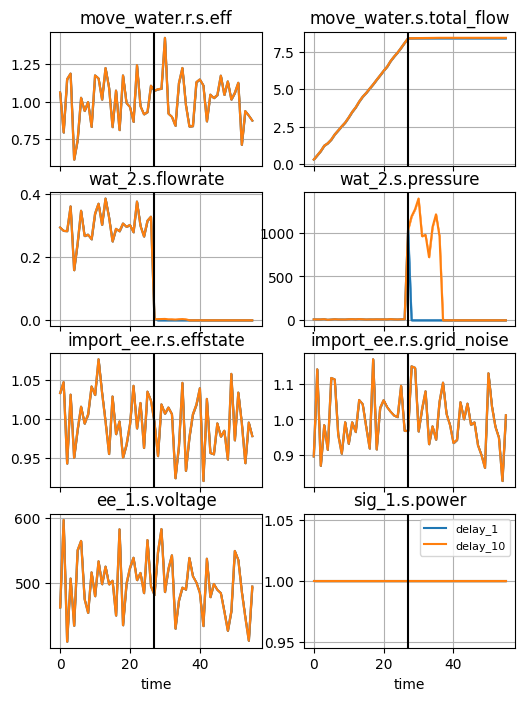 move_water.r.s.eff
move_water.s.total_flow
1.25
1.00
0.75
7.5
5.0
2.5
0.0
wat_2.s.flowrate
wat_2.s.pressure
0.4
0.2
0.0
1000
500
0
import_ee.r.s.effstate
import_ee.r.s.grid_noise
1.05
1.00
0.95
1.1
1.0
0.9
ee_1.s.voltage
sig_1.s.power
600
500
1.05
1.00
0.95
delay_1
delay_10
0 20 40
0 20 40
time
time